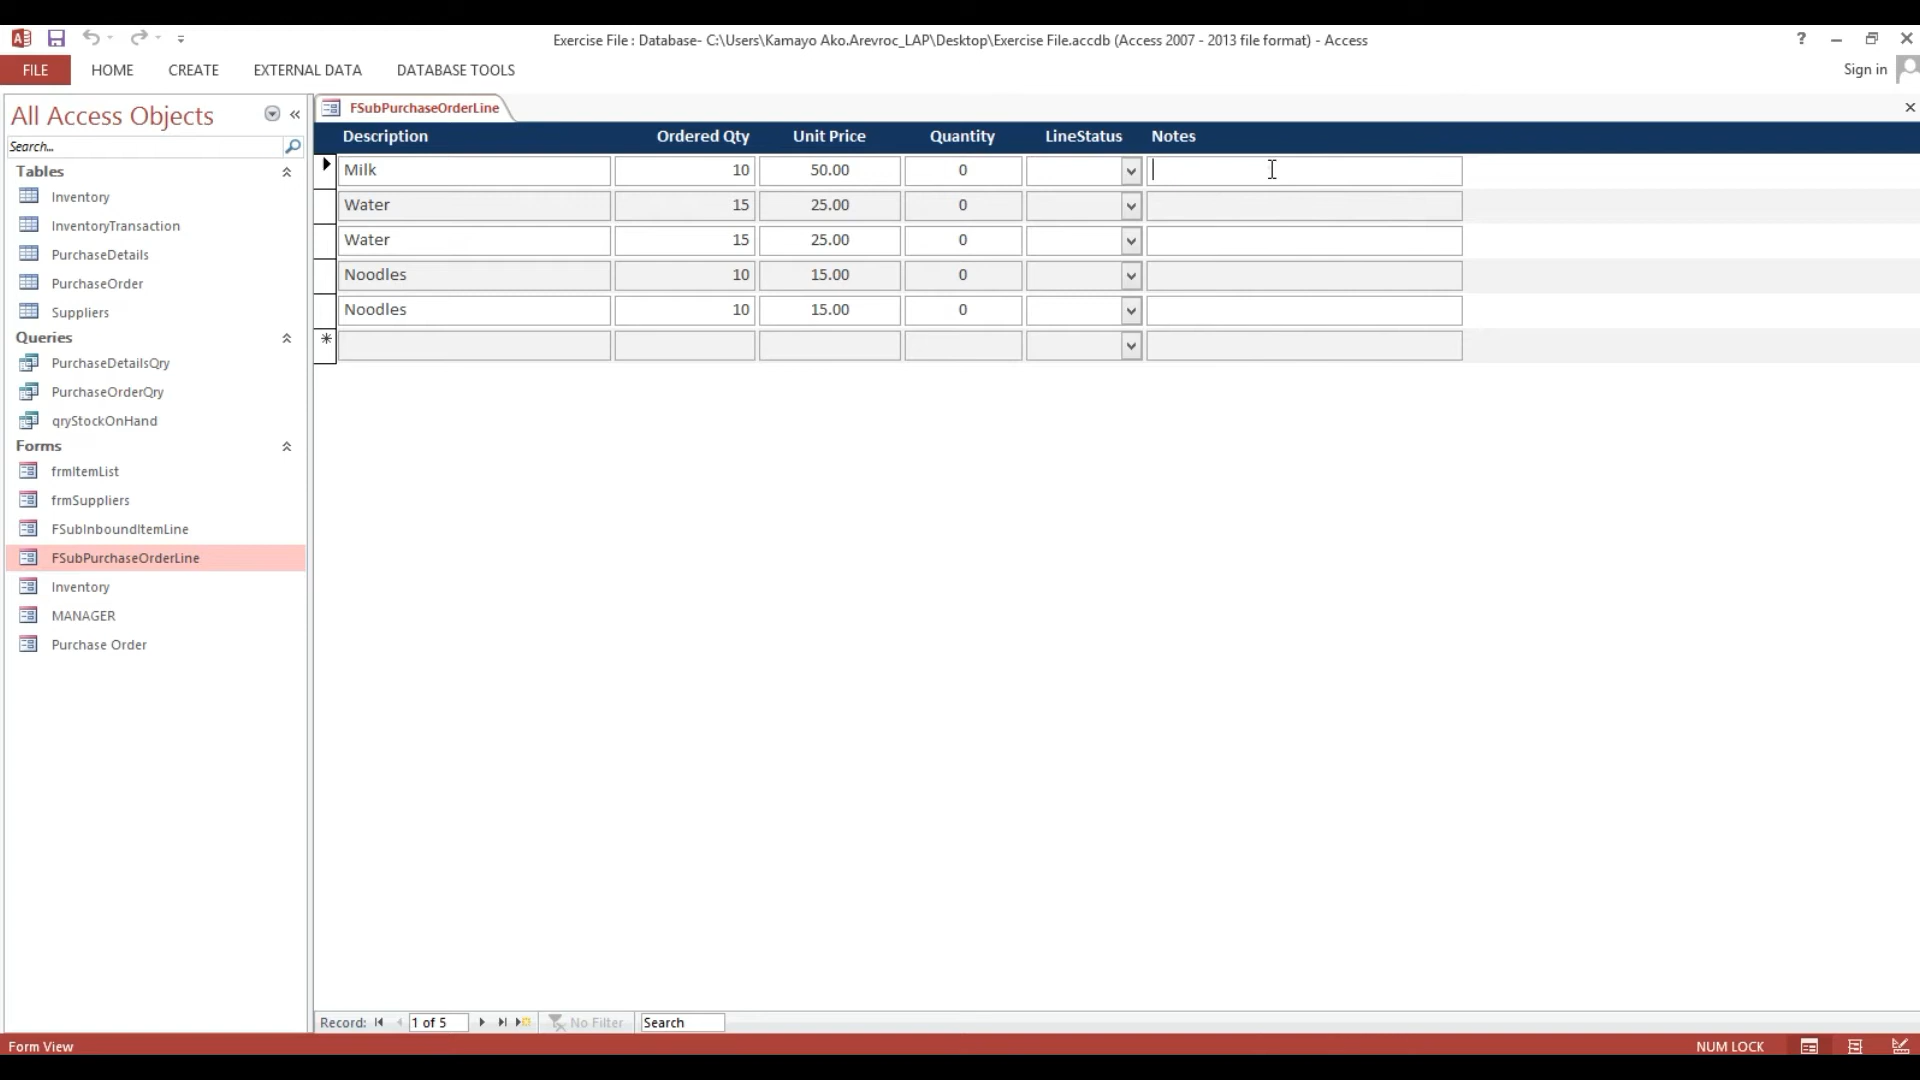 Exercise File : Database- C:\Users\Kamayo Ako.Arevroc_LAP\Desktop\Exercise File.accdb (Access 2007 - 2013 file format) - Access
FILE HOME CREATE EXTERNAL DATA DATABASE TOOLS Sign in
All Access Objects
Search...
Tables
Inventory
InventoryTransaction
PurchaseDetails
PurchaseOrder
Suppliers
Queries
PurchaseDetailsQry
PurchaseOrderQry
qryStockOnHand
Forms
frmItemList
frmSuppliers
FSubInboundItemLine
FSubPurchaseOrderLine
Inventory
MANAGER
Purchase Order
FSubPurchaseOrderLine
Description Ordered Qty Unit Price Quantity LineStatus Notes
Milk 10 50.00 0
Water 15 25.00 0
Water 15 25.00 0
Noodles 10 15.00 0
Noodles 10 15.00 0
Record: 1 of 5 No Filter Search
Form View NUM LOCK